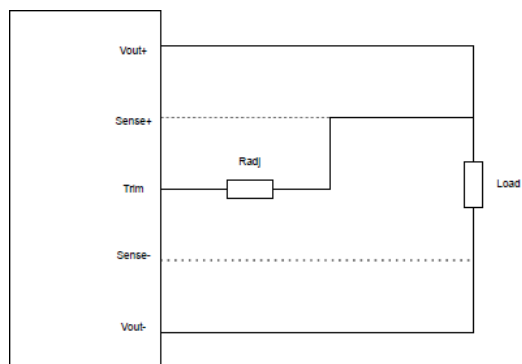 Vout+
Sense+
Radj
Trim
Load
Sense-
Vout-